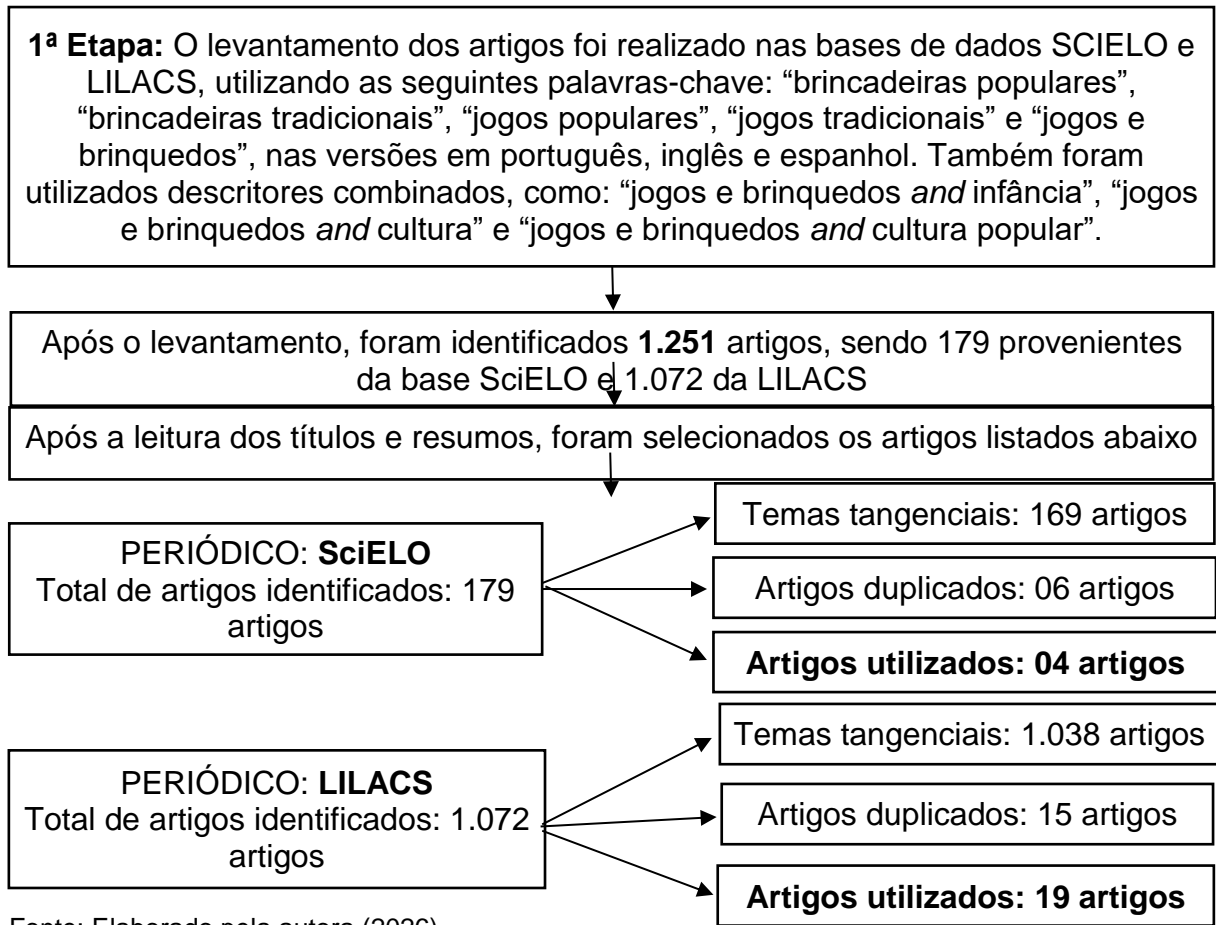 1ª Etapa: O levantamento dos artigos foi realizado nas bases de dados SCIELO e
LILACS, utilizando as seguintes palavras-chave: “brincadeiras populares”,
“brincadeiras tradicionais”, “jogos populares”, “jogos tradicionais” e “jogos e
brinquedos”, nas versões em português, inglês e espanhol. Também foram
utilizados descritores combinados, como: “jogos e brinquedos and infância”, “jogos
e brinquedos and cultura” e “jogos e brinquedos and cultura popular”.
Após o levantamento, foram identificados 1.251 artigos, sendo 179 provenientes
da base SciELO e 1.072 da LILACS
Após a leitura dos títulos e resumos, foram selecionados os artigos listados abaixo
PERIÓDICO: SciELO
Total de artigos identificados: 179
artigos
Temas tangenciais: 169 artigos
Artigos duplicados: 06 artigos
Artigos utilizados: 04 artigos
PERIÓDICO: LILACS
Total de artigos identificados: 1.072
artigos
Temas tangenciais: 1.038 artigos
Artigos duplicados: 15 artigos
Artigos utilizados: 19 artigos
Fonte: Elaborado pela autora (2026)